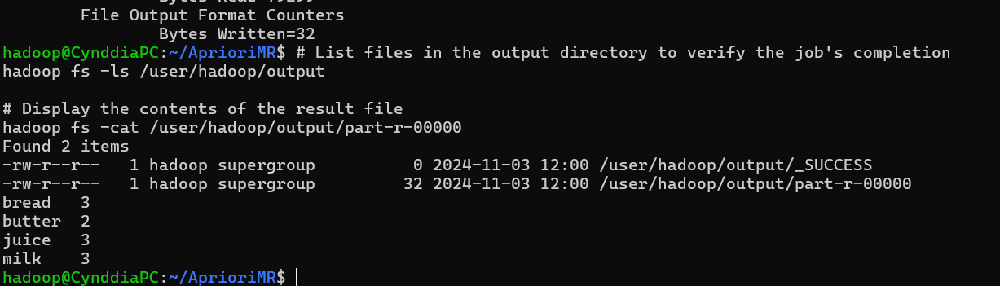 Bytes Read=79299
File Output Format Counters
Bytes Written=32
hadoop@CynddiaPC:~/AprioriMR$ # List files in the output directory to verify the job's completion
hadoop fs -ls /user/hadoop/output
# Display the contents of the result file
hadoop fs -cat /user/hadoop/output/part-r-00000
Found 2 items
-rw-r--r--   1 hadoop supergroup          0 2024-11-03 12:00 /user/hadoop/output/_SUCCESS
-rw-r--r--   1 hadoop supergroup         32 2024-11-03 12:00 /user/hadoop/output/part-r-00000
bread   3
butter  2
juice   3
milk    3
hadoop@CynddiaPC:~/AprioriMR$